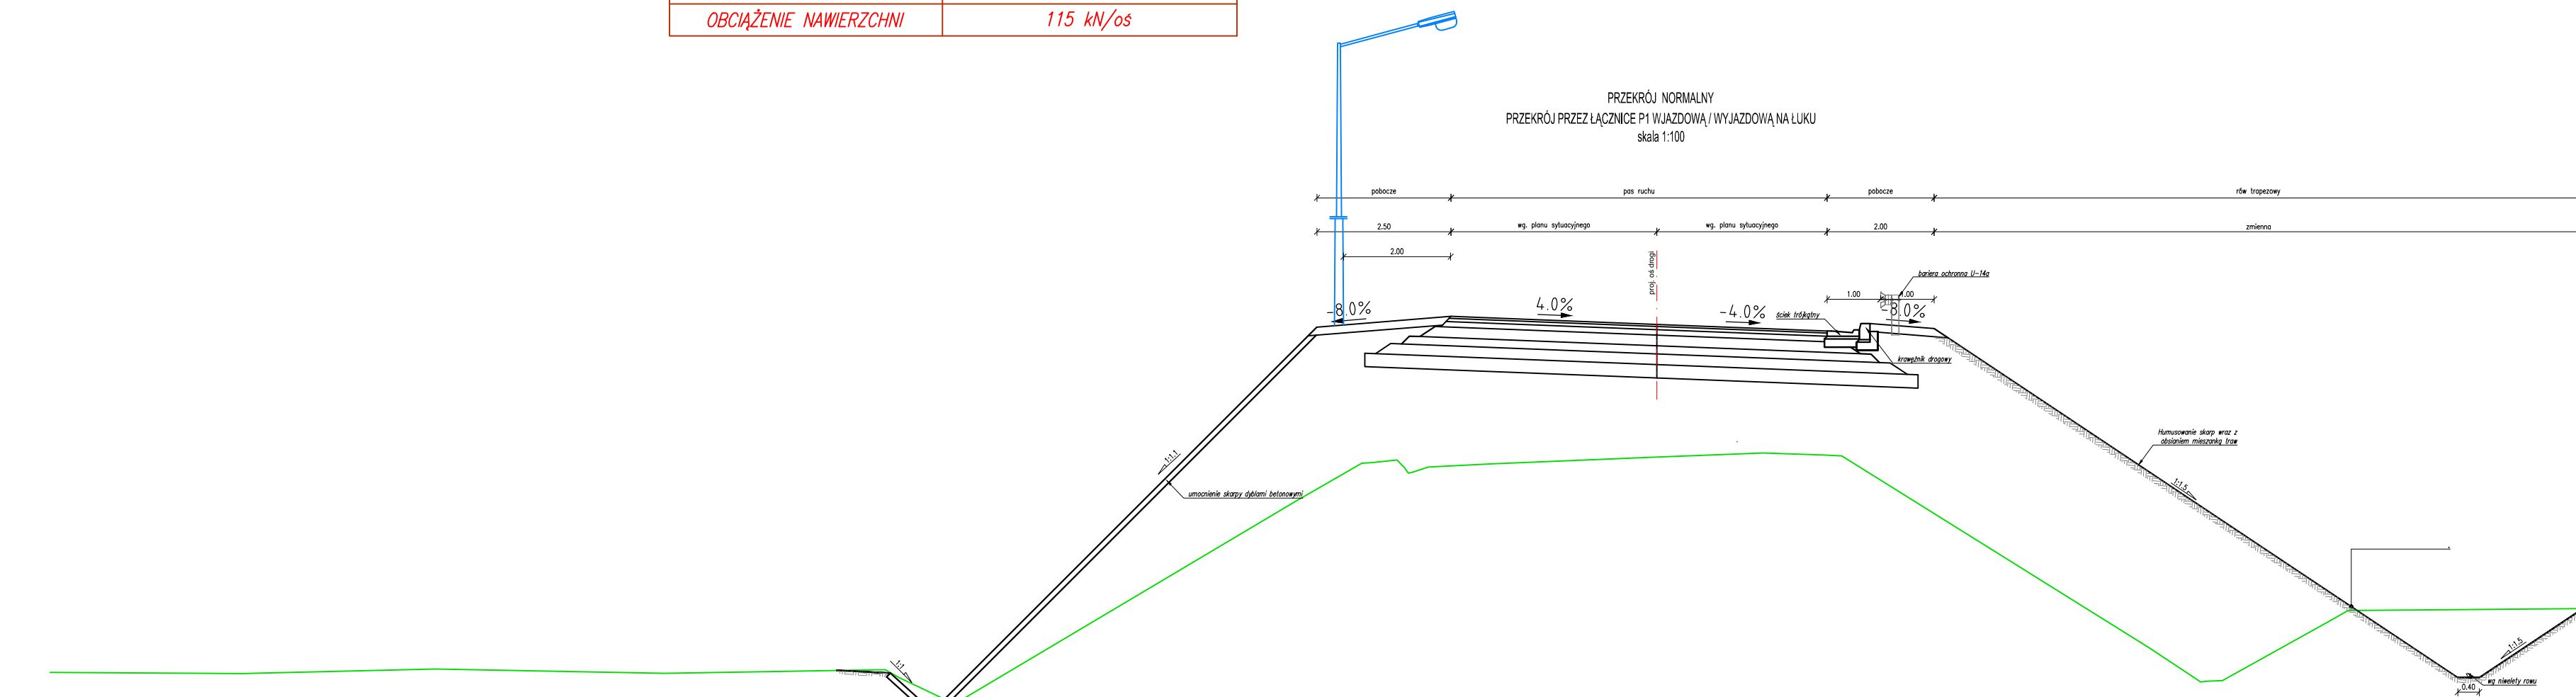 OBCIĄŻENIE NAWIERZCHNI 115 kN/oś
PRZEKRÓJ NORMALNY
PRZEKRÓJ PRZEZ ŁĄCZNICE P1 WJAZDOWĄ / WYJAZDOWĄ NA ŁUKU
skala 1:100
pobocze pas ruchu pobocze rów trapezowy
2.50 wg. planu sytuacyjnego wg. planu sytuacyjnego 2.00 zmienna
2.00
proj. oś drogi
bariera ochronna U-14a
1.00 1.00
-8.0% 4.0% -4.0% -8.0%
ściek trójkątny
krawężnik drogowy
Humusowanie skarp wraz z
obsianiem mieszanką traw
1:1.1
1:1.5
umocnienie skarpy dyblami betonowymi
1:1
1:1.5
wg niwelety rowu
0.40